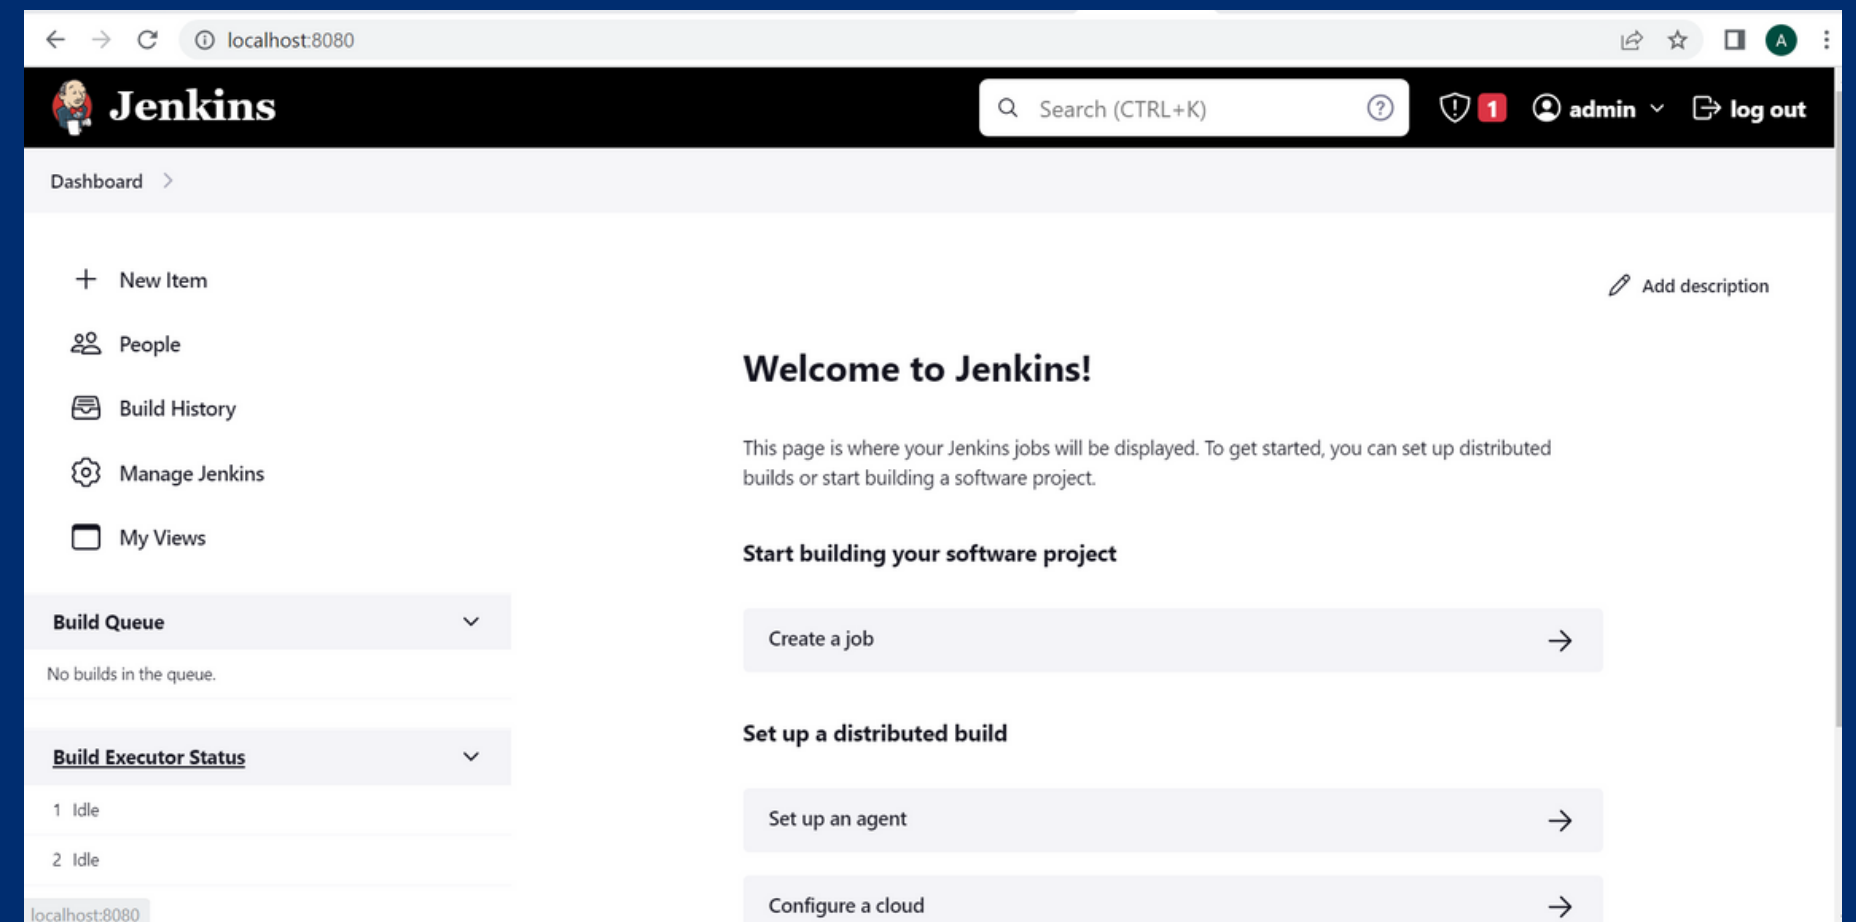 localhost:8080
A
Jenkins
Search (CTRL+K)
1
admin
log out
Dashboard
New Item
Add description
People
Build History
Manage Jenkins
My Views
Welcome to Jenkins!
This page is where your Jenkins jobs will be displayed. To get started, you can set up distributed
builds or start building a software project.
Start building your software project
Create a job
Set up a distributed build
Set up an agent
Configure a cloud
Build Queue
No builds in the queue.
Build Executor Status
1 Idle
2 Idle
localhost:8080